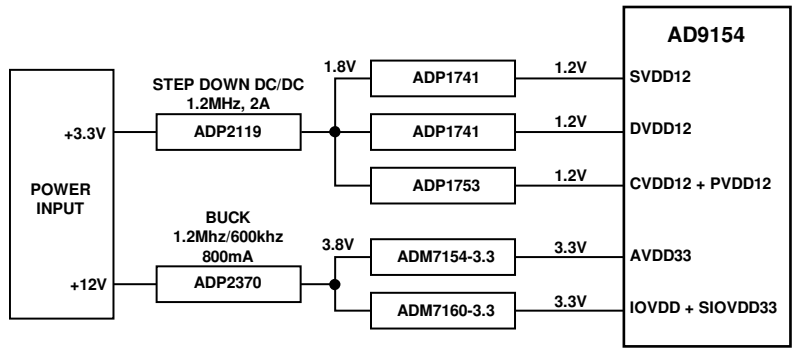 AD9154
1.8V
ADP1741
1.2V
SVDD12
STEP DOWN DC/DC
1.2MHz, 2A
+3.3V
ADP2119
ADP1741
1.2V
DVDD12
POWER
INPUT
ADP1753
1.2V
CVDD12 + PVDD12
BUCK
1.2Mhz/600khz
800mA
3.8V
ADM7154-3.3
3.3V
AVDD33
+12V
ADP2370
ADM7160-3.3
3.3V
IOVDD + SIOVDD33